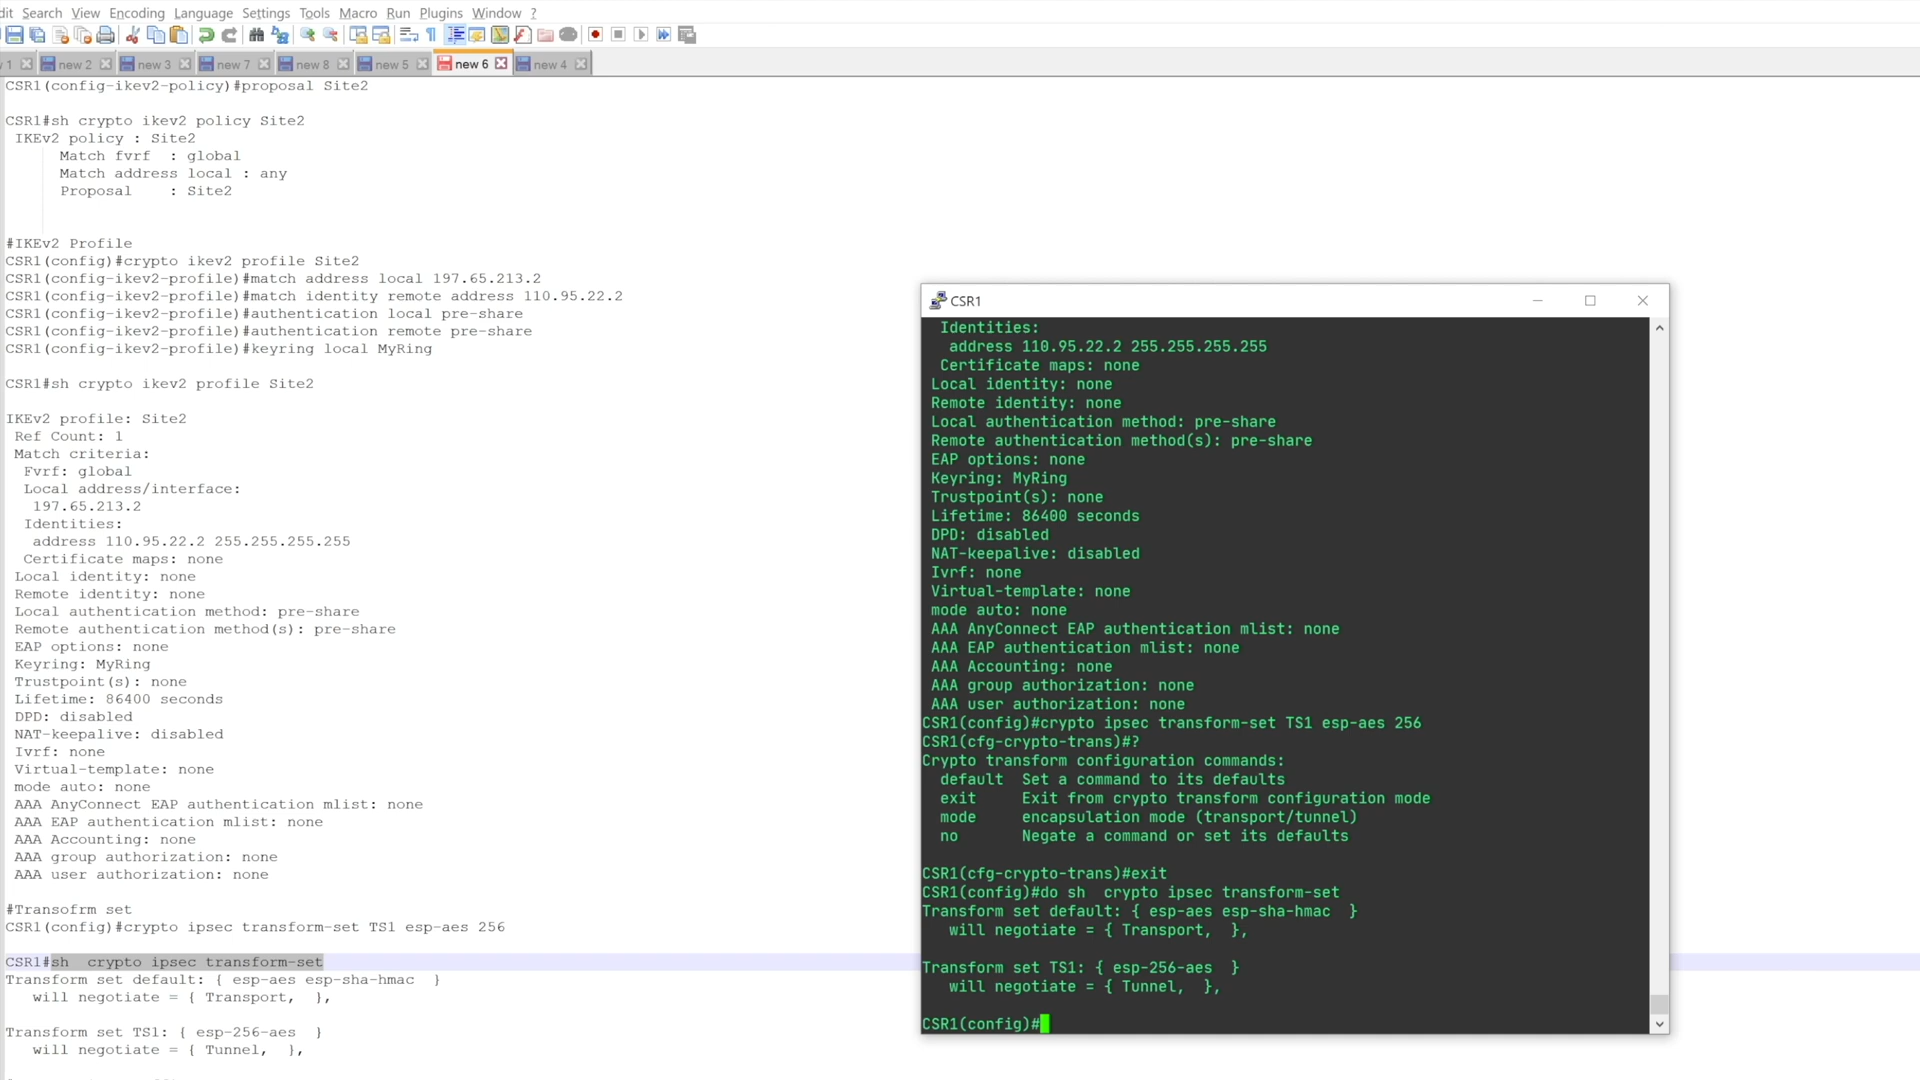 dit Search View Encoding Language Settings Tools Macro Run Plugins Window ?
1 new 2 new 3 new 7 new 8 new 5 new 6 new 4
CSR1(config-ikev2-policy)#proposal Site2
CSR1#sh crypto ikev2 policy Site2
IKEv2 policy : Site2
Match fvrf  : global
Match address local : any
Proposal    : Site2
#IKEv2 Profile
CSR1(config)#crypto ikev2 profile Site2
CSR1(config-ikev2-profile)#match address local 197.65.213.2
CSR1(config-ikev2-profile)#match identity remote address 110.95.22.2
CSR1(config-ikev2-profile)#authentication local pre-share
CSR1(config-ikev2-profile)#authentication remote pre-share
CSR1(config-ikev2-profile)#keyring local MyRing
CSR1#sh crypto ikev2 profile Site2
IKEv2 profile: Site2
Ref Count: 1
Match criteria:
Fvrf: global
Local address/interface:
197.65.213.2
Identities:
address 110.95.22.2 255.255.255.255
Certificate maps: none
Local identity: none
Remote identity: none
Local authentication method: pre-share
Remote authentication method(s): pre-share
EAP options: none
Keyring: MyRing
Trustpoint(s): none
Lifetime: 86400 seconds
DPD: disabled
NAT-keepalive: disabled
Ivrf: none
Virtual-template: none
mode auto: none
AAA AnyConnect EAP authentication mlist: none
AAA EAP authentication mlist: none
AAA Accounting: none
AAA group authorization: none
AAA user authorization: none
#Transofrm set
CSR1(config)#crypto ipsec transform-set TS1 esp-aes 256
CSR1#sh  crypto ipsec transform-set
Transform set default: { esp-aes esp-sha-hmac  }
will negotiate = { Transport,  },
Transform set TS1: { esp-256-aes  }
will negotiate = { Tunnel,  },
CSR1
Identities:
address 110.95.22.2 255.255.255.255
Certificate maps: none
Local identity: none
Remote identity: none
Local authentication method: pre-share
Remote authentication method(s): pre-share
EAP options: none
Keyring: MyRing
Trustpoint(s): none
Lifetime: 86400 seconds
DPD: disabled
NAT-keepalive: disabled
Ivrf: none
Virtual-template: none
mode auto: none
AAA AnyConnect EAP authentication mlist: none
AAA EAP authentication mlist: none
AAA Accounting: none
AAA group authorization: none
AAA user authorization: none
CSR1(config)#crypto ipsec transform-set TS1 esp-aes 256
CSR1(cfg-crypto-trans)#?
Crypto transform configuration commands:
default  Set a command to its defaults
exit     Exit from crypto transform configuration mode
mode     encapsulation mode (transport/tunnel)
no       Negate a command or set its defaults
CSR1(cfg-crypto-trans)#exit
CSR1(config)#do sh  crypto ipsec transform-set
Transform set default: { esp-aes esp-sha-hmac  }
will negotiate = { Transport,  },
Transform set TS1: { esp-256-aes  }
will negotiate = { Tunnel,  },
CSR1(config)#